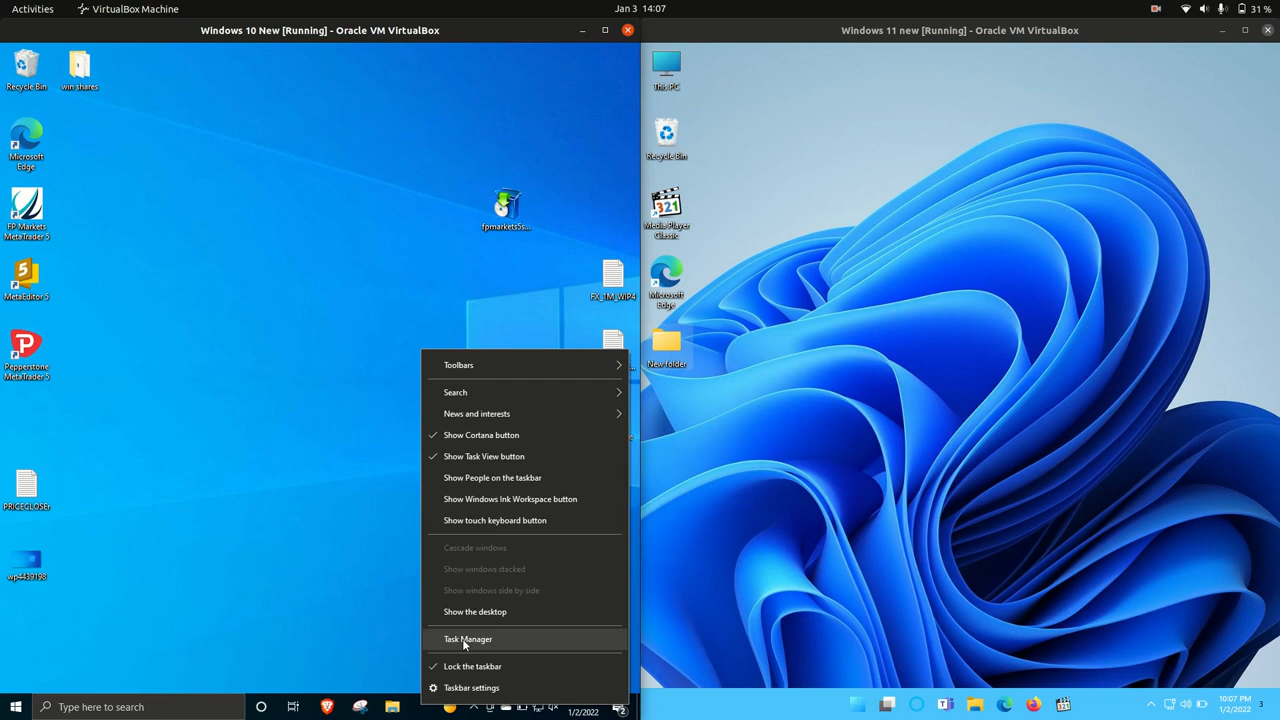 Activities
VirtualBox Machine
Jan 3 14:07
31 %
Windows 10 New [Running] - Oracle VM VirtualBox
Recycle Bin
win shares
Microsoft
Edge
FP Markets
MetaTrader 5
MetaEditor 5
Pepperstone
MetaTrader 5
PRICECLOSEr
wp4439198
fpmarkets5s...
FX_1M_WIP4
Toolbars
Search
News and interests
Show Cortana button
Show Task View button
Show People on the taskbar
Show Windows Ink Workspace button
Show touch keyboard button
Cascade windows
Show windows stacked
Show windows side by side
Show the desktop
Task Manager
Lock the taskbar
Taskbar settings
Type here to search
1/2/2022
2
Windows 11 new [Running] - Oracle VM VirtualBox
This PC
Recycle Bin
321
Media Player
Classic
Microsoft
Edge
New folder
10:07 PM
1/2/2022
3